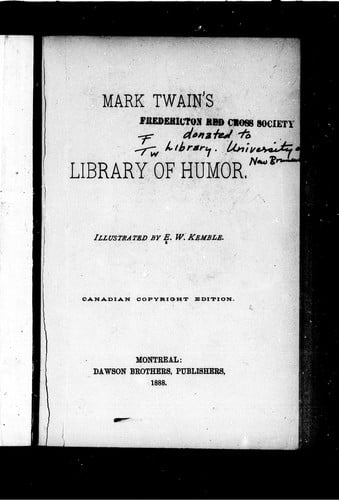 MARK TWAIN'S
FREDERICTON RED CROSS SOCIETY
F donated to
Tw Library. University
New
LIBRARY OF HUMOR.
ILLUSTRATED BY E. W. KEMBLE.
CANADIAN COPYRIGHT EDITION.
MONTREAL:
DAWSON BROTHERS, PUBLISHERS,
1888.